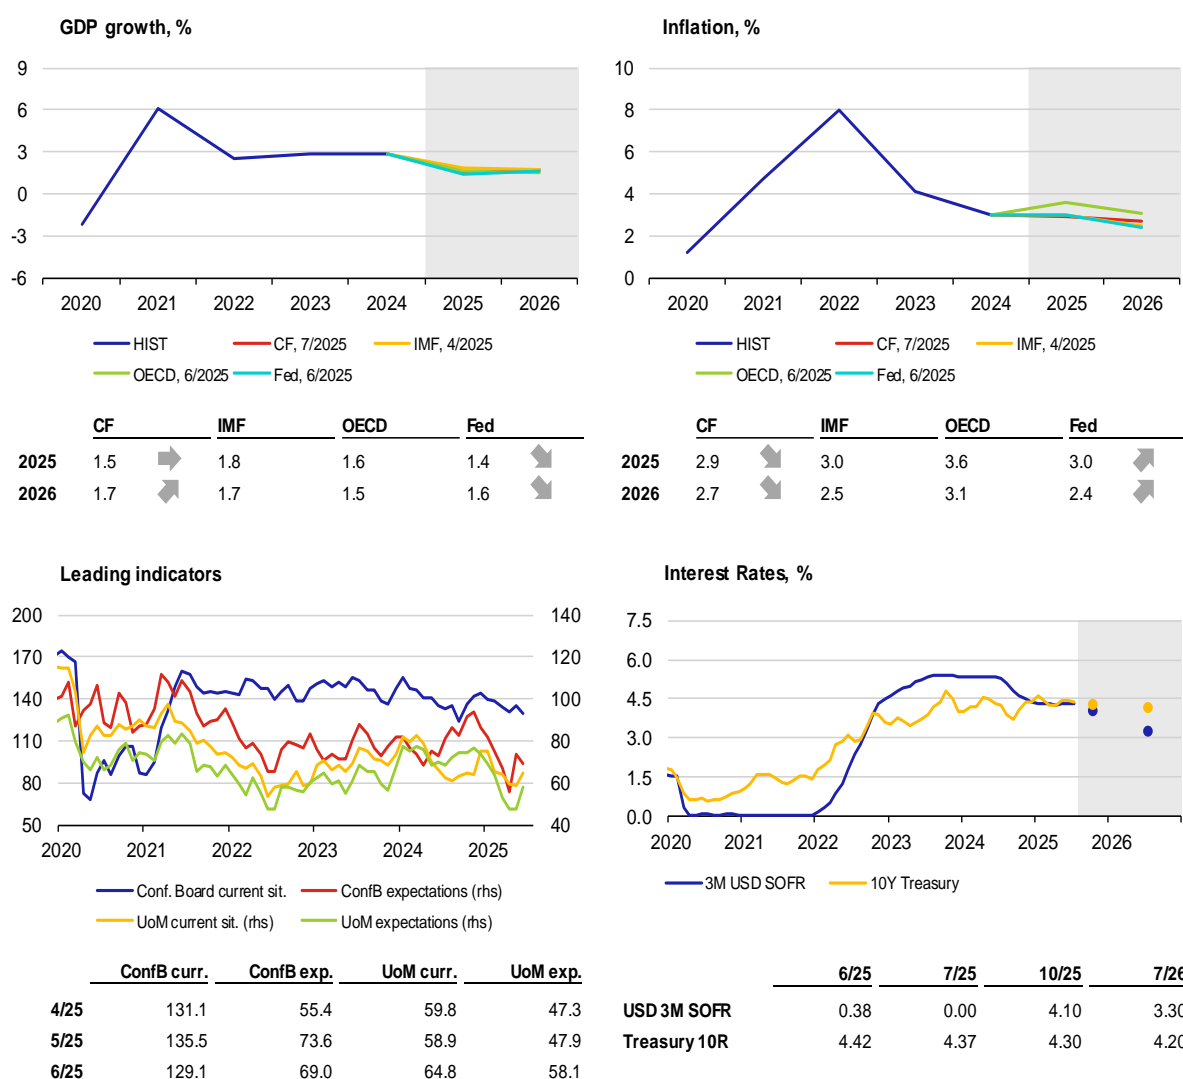 GDP growth, %
9
6
3
0
-3
-6
2020 2021 2022 2023 2024 2025 2026
HIST CF, 7/2025 IMF, 4/2025
OECD, 6/2025 Fed, 6/2025
CF IMF OECD Fed
2025 1.5 1.8 1.6 1.4
2026 1.7 1.7 1.5 1.6
Inflation, %
10
8
6
4
2
0
2020 2021 2022 2023 2024 2025 2026
HIST CF, 7/2025 IMF, 4/2025
OECD, 6/2025 Fed, 6/2025
CF IMF OECD Fed
2025 2.9 3.0 3.6 3.0
2026 2.7 2.5 3.1 2.4
Leading indicators
200 140
170 120
140 100
110 80
80 60
50 40
2020 2021 2022 2023 2024 2025
Conf. Board current sit. ConfB expectations (rhs)
UoM current sit. (rhs) UoM expectations (rhs)
ConfB curr. ConfB exp. UoM curr. UoM exp.
4/25 131.1 55.4 59.8 47.3
5/25 135.5 73.6 58.9 47.9
6/25 129.1 69.0 64.8 58.1
Interest Rates, %
7.5
6.0
4.5
3.0
1.5
0.0
2020 2021 2022 2023 2024 2025 2026
3M USD SOFR 10Y Treasury
6/25 7/25 10/25 7/26
USD 3M SOFR 0.38 0.00 4.10 3.30
Treasury 10R 4.42 4.37 4.30 4.20